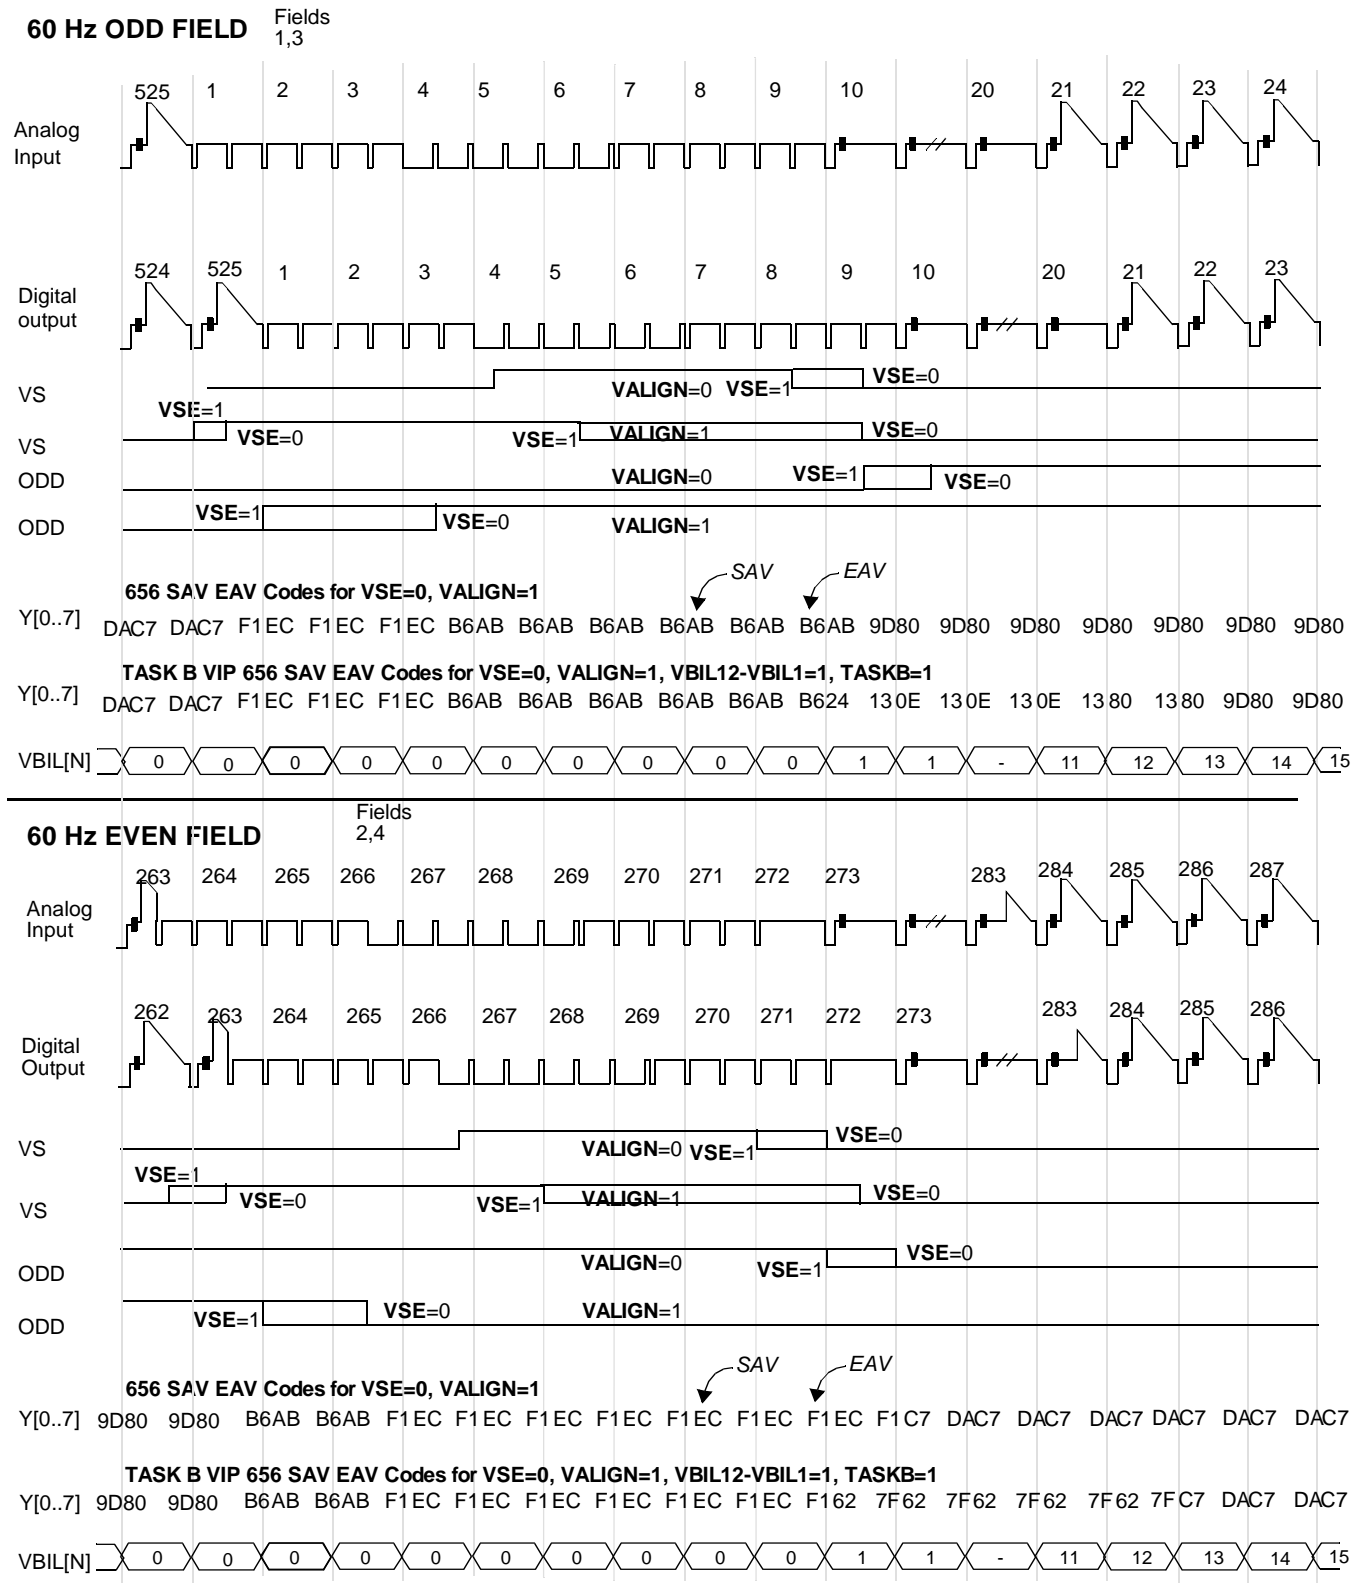 60 Hz ODD FIELD Fields
1,3
525 1 2 3 4 5 6 7 8 9 10 20 21 22 23 24
Analog
Input
524 525 1 2 3 4 5 6 7 8 9 10 20 21 22 23
Digital
output
VS VALIGN=0 VSE=1 VSE=0
VSE=1
VS VSE=0 VSE=1 VALIGN=1 VSE=0
ODD VALIGN=0 VSE=1 VSE=0
ODD VSE=1 VSE=0 VALIGN=1
SAV EAV
656 SAV EAV Codes for VSE=0, VALIGN=1
Y[0..7] DAC7 DAC7 F1EC F1EC F1EC B6AB B6AB B6AB B6AB B6AB B6AB 9D80 9D80 9D80 9D80 9D80 9D80 9D80
TASK B VIP 656 SAV EAV Codes for VSE=0, VALIGN=1, VBIL12-VBIL1=1, TASKB=1
Y[0..7] DAC7 DAC7 F1EC F1EC F1EC B6AB B6AB B6AB B6AB B6AB B624 130E 130E 130E 1380 1380 9D80 9D80
VBIL[N] 0 0 0 0 0 0 0 0 0 0 1 1 - 11 12 13 14 15
60 Hz EVEN FIELD Fields
2,4
263 264 265 266 267 268 269 270 271 272 273 283 284 285 286 287
Analog
Input
262 263 264 265 266 267 268 269 270 271 272 273 283 284 285 286
Digital
Output
VS VALIGN=0 VSE=1 VSE=0
VSE=1
VS VSE=0 VSE=1 VALIGN=1 VSE=0
ODD VALIGN=0 VSE=1 VSE=0
ODD VSE=1 VSE=0 VALIGN=1
SAV EAV
656 SAV EAV Codes for VSE=0, VALIGN=1
Y[0..7] 9D80 9D80 B6AB B6AB F1EC F1EC F1EC F1EC F1EC F1EC F1EC F1C7 DAC7 DAC7 DAC7 DAC7 DAC7 DAC7
TASK B VIP 656 SAV EAV Codes for VSE=0, VALIGN=1, VBIL12-VBIL1=1, TASKB=1
Y[0..7] 9D80 9D80 B6AB B6AB F1EC F1EC F1EC F1EC F1EC F1EC F162 7F62 7F62 7F62 7F62 7FC7 DAC7 DAC7
VBIL[N] 0 0 0 0 0 0 0 0 0 0 1 1 - 11 12 13 14 15